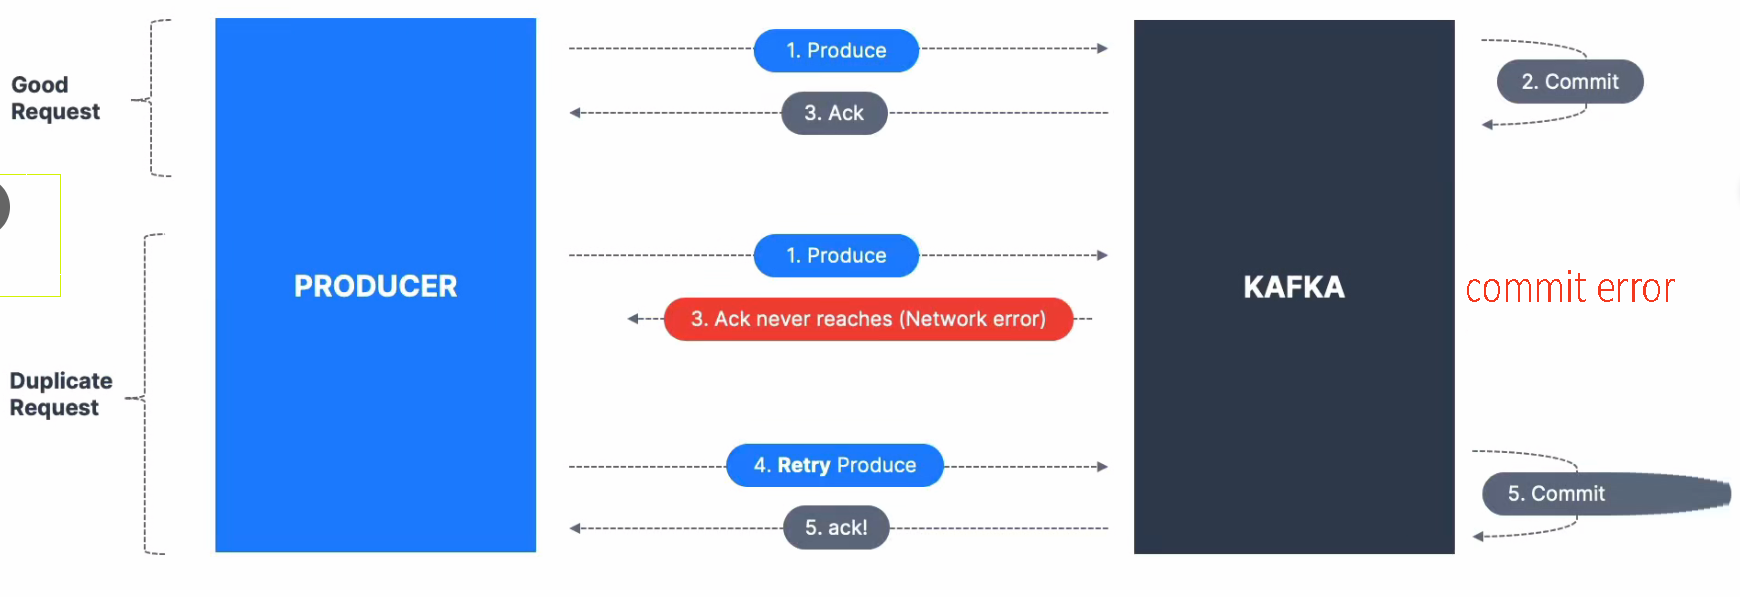 Good
Request
1. Produce
2. Commit
3. Ack
PRODUCER
KAFKA
1. Produce
commit error
3. Ack never reaches (Network error)
Duplicate
Request
4. Retry Produce
5. Commit
5. ack!